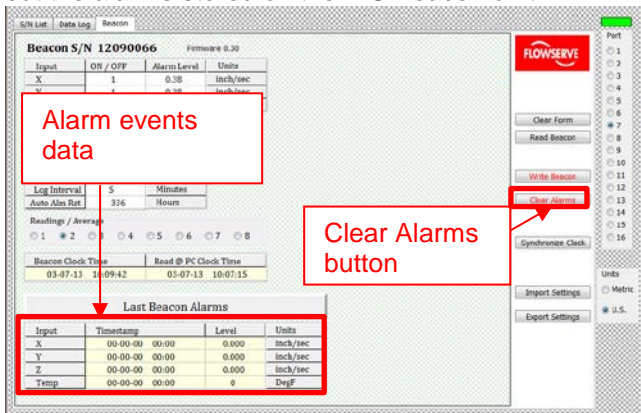 S/N List Data Log Beacon
Beacon S/N 12090066 Firmware 0.30
Input ON / OFF Alarm Level Units
X 1 0.38 inch/sec
Alarm events
data
Log Interval 5 Minutes
Auto Alm Rst 336 Hours
Readings / Average
1 2 3 4 5 6 7 8
Beacon Clock Time Read @ PC Clock Time
03-07-13 10:09:42 03-07-13 10:07:15
Last Beacon Alarms
Input Timestamp Level Units
X 00-00-00 00:00 0.000 inch/sec
Y 00-00-00 00:00 0.000 inch/sec
Z 00-00-00 00:00 0.000 inch/sec
Temp 00-00-00 00:00 0 DegF
Clear Alarms
button
FLOWSERVE
Clear Form
Read Beacon
Write Beacon
Clear Alarms
Synchronize Clock
Import Settings
Export Settings
Port
1
2
3
4
5
6
7
8
9
10
11
12
13
14
15
16
Units
Metric
U.S.